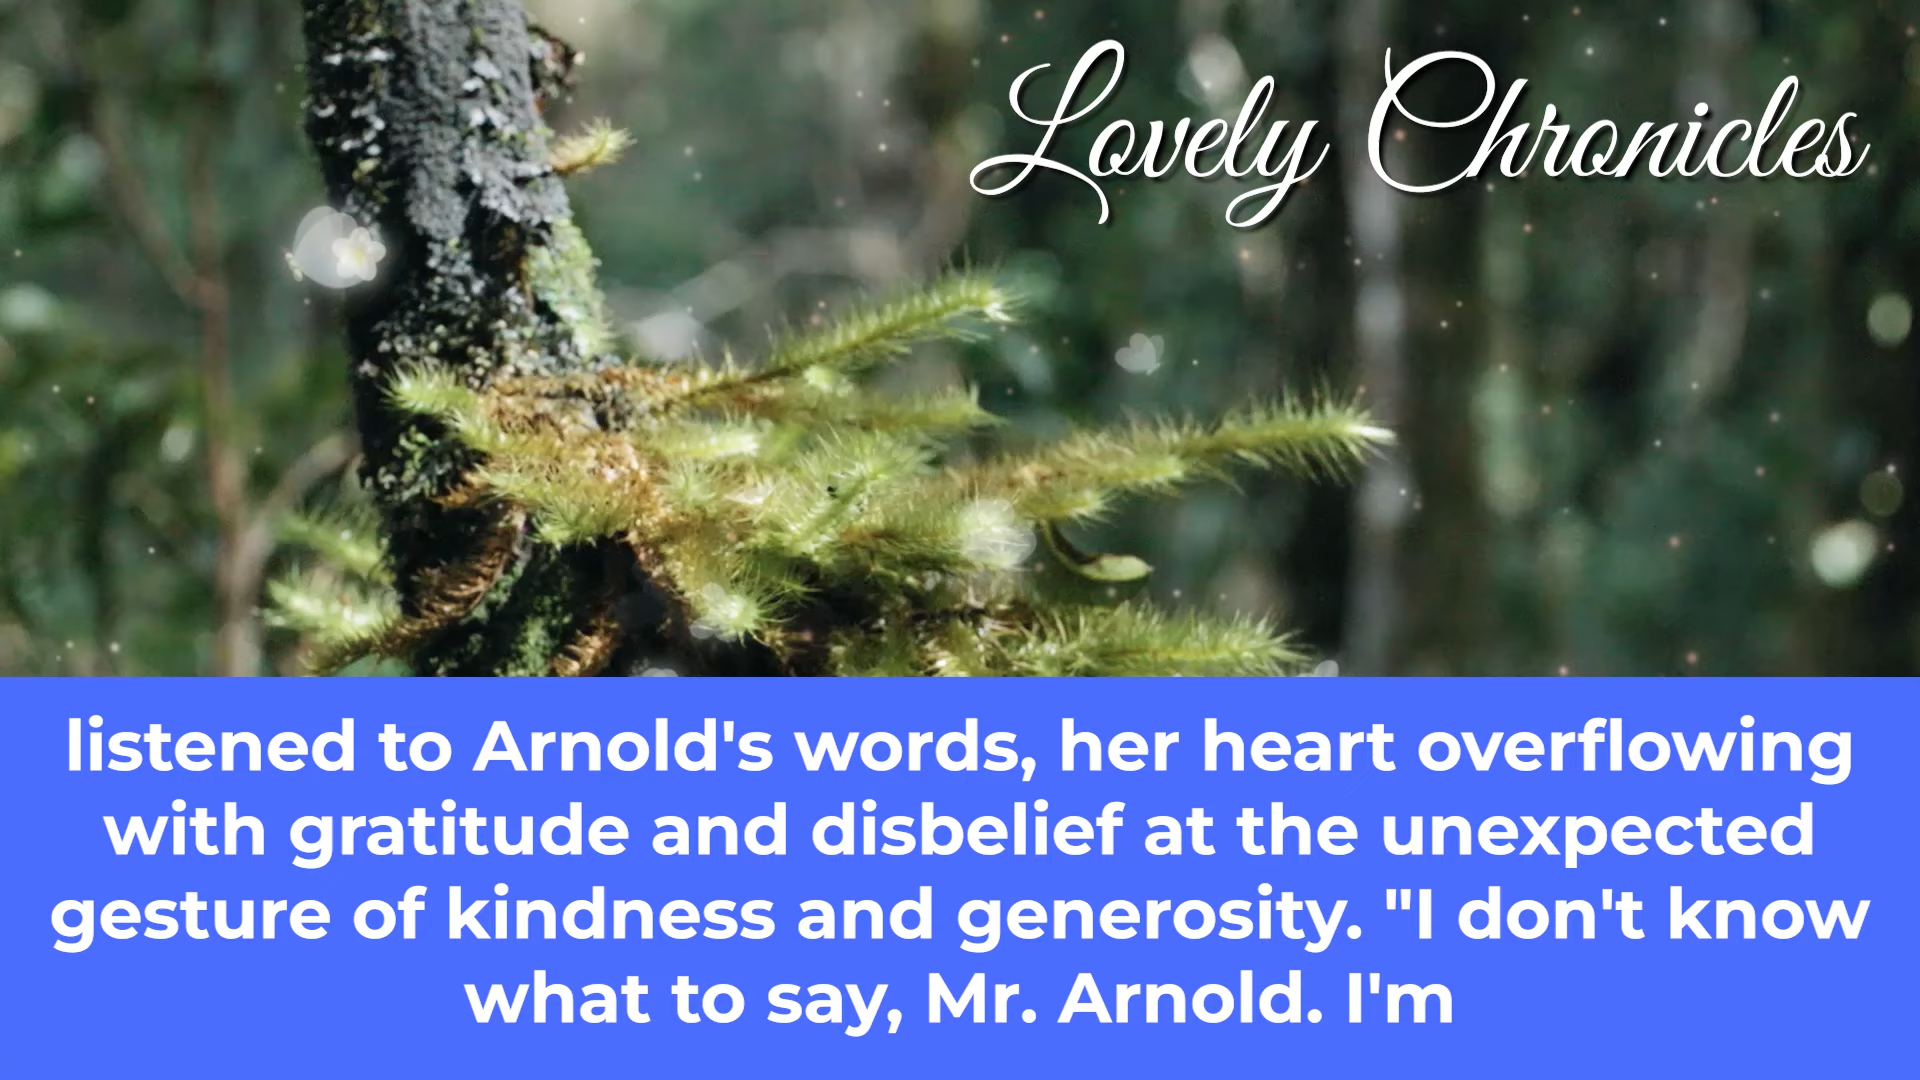 Lovely Chronicles
listened to Arnold's words, her heart overflowing
with gratitude and disbelief at the unexpected
gesture of kindness and generosity. "I don't know
what to say, Mr. Arnold. I'm